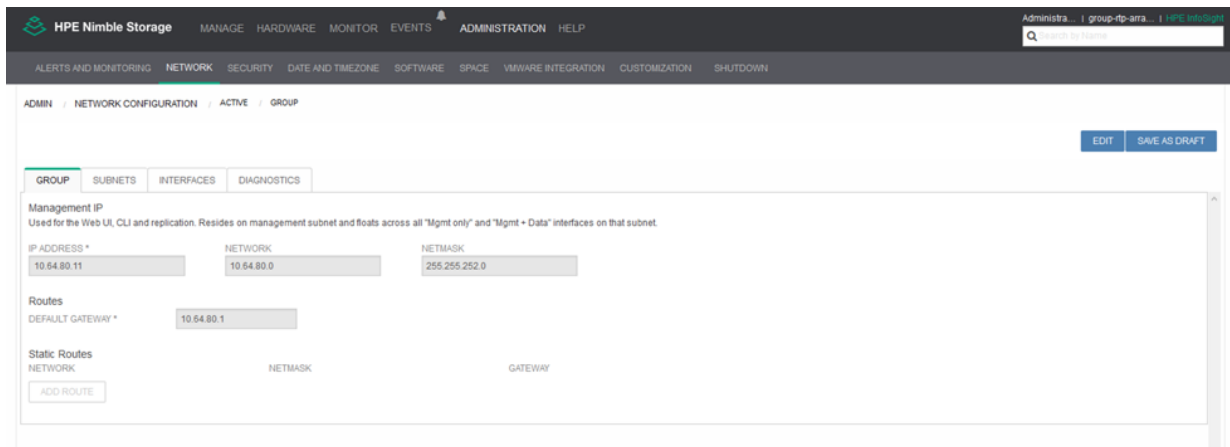 HPE Nimble Storage MANAGE HARDWARE MONITOR EVENTS ADMINISTRATION HELP
Administra... | group-rtp-arra... | HPE InfoSight
Search by Name
ALERTS AND MONITORING NETWORK SECURITY DATE AND TIMEZONE SOFTWARE SPACE VMWARE INTEGRATION CUSTOMIZATION SHUTDOWN
ADMIN / NETWORK CONFIGURATION / ACTIVE / GROUP
EDIT SAVE AS DRAFT
GROUP SUBNETS INTERFACES DIAGNOSTICS
Management IP
Used for the Web UI, CLI and replication. Resides on management subnet and floats across all "Mgmt only" and "Mgmt + Data" interfaces on that subnet.
IP ADDRESS * NETWORK NETMASK
10.64.80.11 10.64.80.0 255.255.252.0
Routes
DEFAULT GATEWAY * 10.64.80.1
Static Routes
NETWORK NETMASK GATEWAY
ADD ROUTE